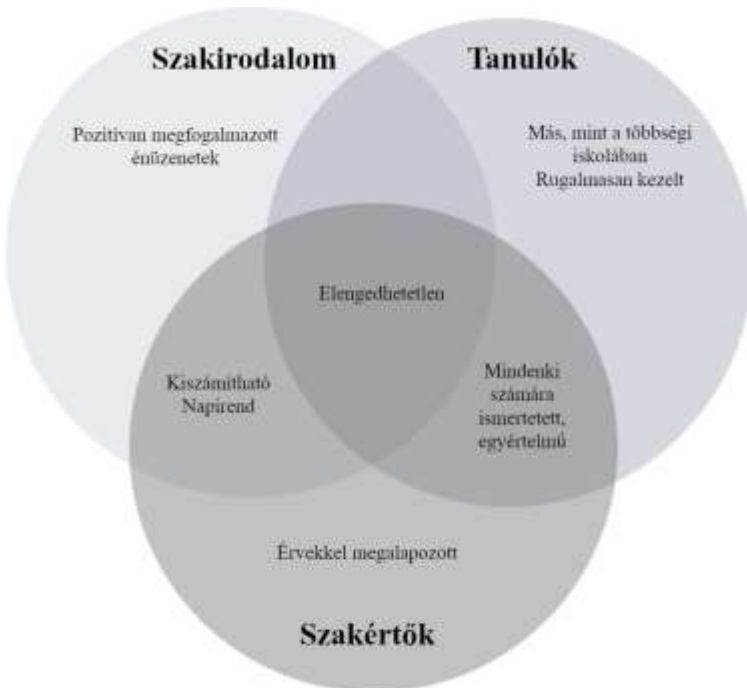 Szakirodalom
Tanulók
Pozitívan megfogalmazott
énüzenetek
Más, mint a többségi
iskolában
Rugalmasan kezelt
Elengedhetetlen
Kiszámítható
Napirend
Mindenki
számára
ismertetett,
egyértelmű
Érvekkel megalapozott
Szakértők